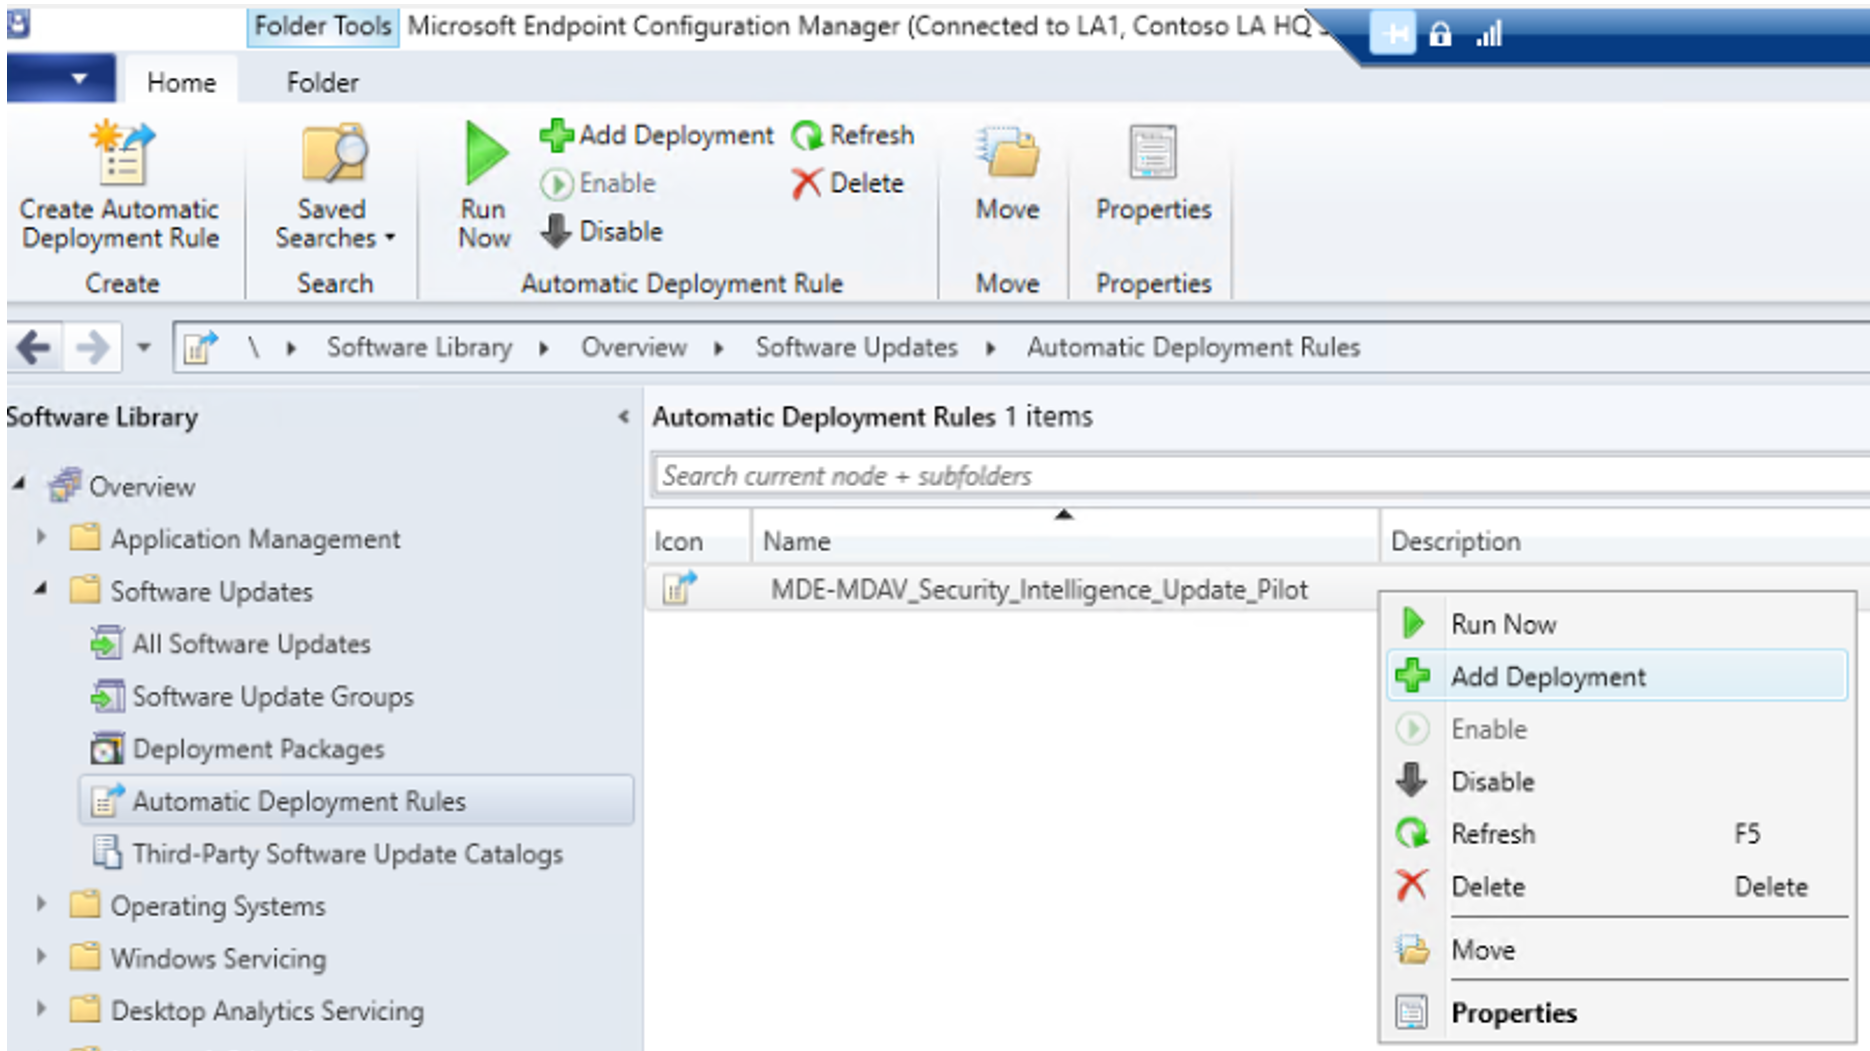 Folder Tools Microsoft Endpoint Configuration Manager (Connected to LA1, Contoso LA HQ
Home Folder
Create Automatic Deployment Rule
Create
Saved Searches
Search
Run Now
Add Deployment
Enable
Disable
Refresh
Delete
Automatic Deployment Rule
Move
Move
Properties
Properties
\ Software Library Overview Software Updates Automatic Deployment Rules
Software Library
Overview
Application Management
Software Updates
All Software Updates
Software Update Groups
Deployment Packages
Automatic Deployment Rules
Third-Party Software Update Catalogs
Operating Systems
Windows Servicing
Desktop Analytics Servicing
Automatic Deployment Rules 1 items
Search current node + subfolders
Icon Name Description
MDE-MDAV_Security_Intelligence_Update_Pilot
Run Now
Add Deployment
Enable
Disable
Refresh F5
Delete Delete
Move
Properties